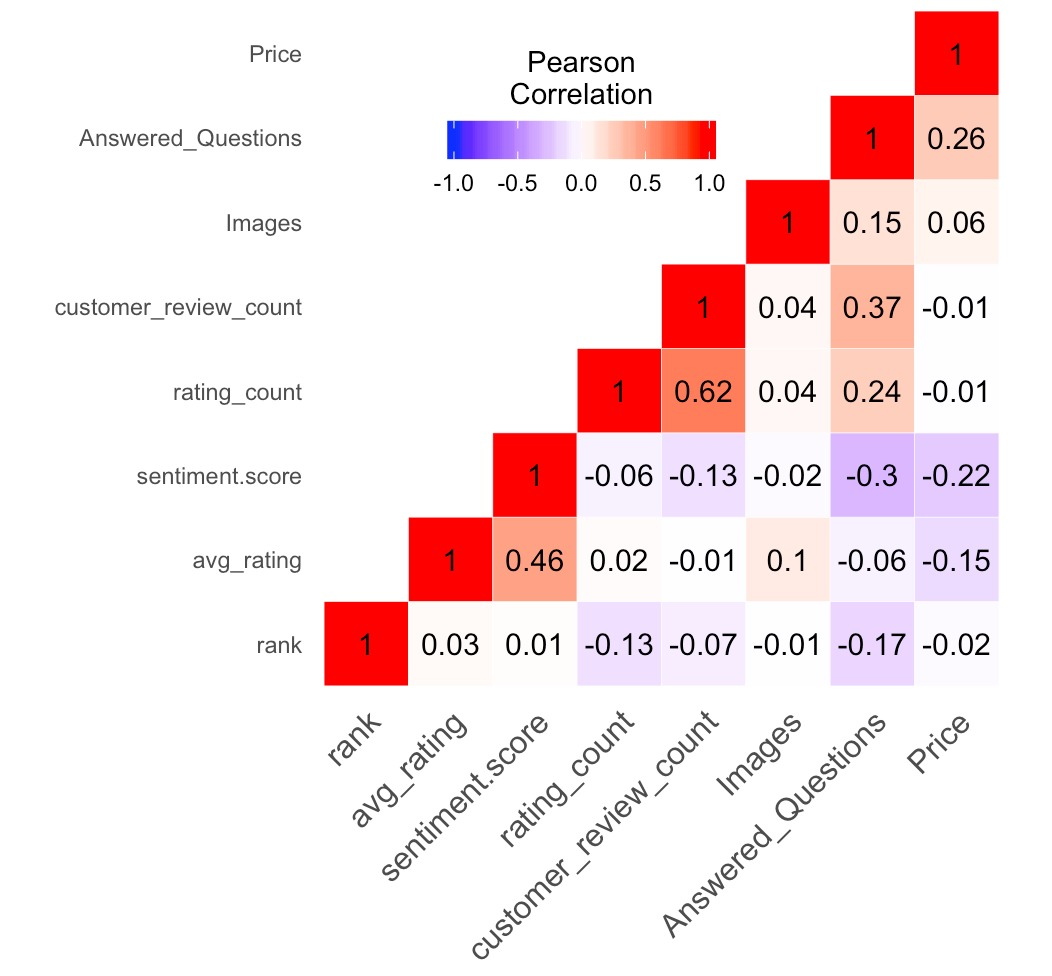 Pearson
Correlation
-1.0 -0.5 0.0 0.5 1.0
Price 1
Answered_Questions 1 0.26
Images 1 0.15 0.06
customer_review_count 1 0.04 0.37 -0.01
rating_count 1 0.62 0.04 0.24 -0.01
sentiment.score 1 -0.06 -0.13 -0.02 -0.3 -0.22
avg_rating 1 0.46 0.02 -0.01 0.1 -0.06 -0.15
rank 1 0.03 0.01 -0.13 -0.07 -0.01 -0.17 -0.02
rank
avg_rating
sentiment.score
rating_count
customer_review_count
Images
Answered_Questions
Price